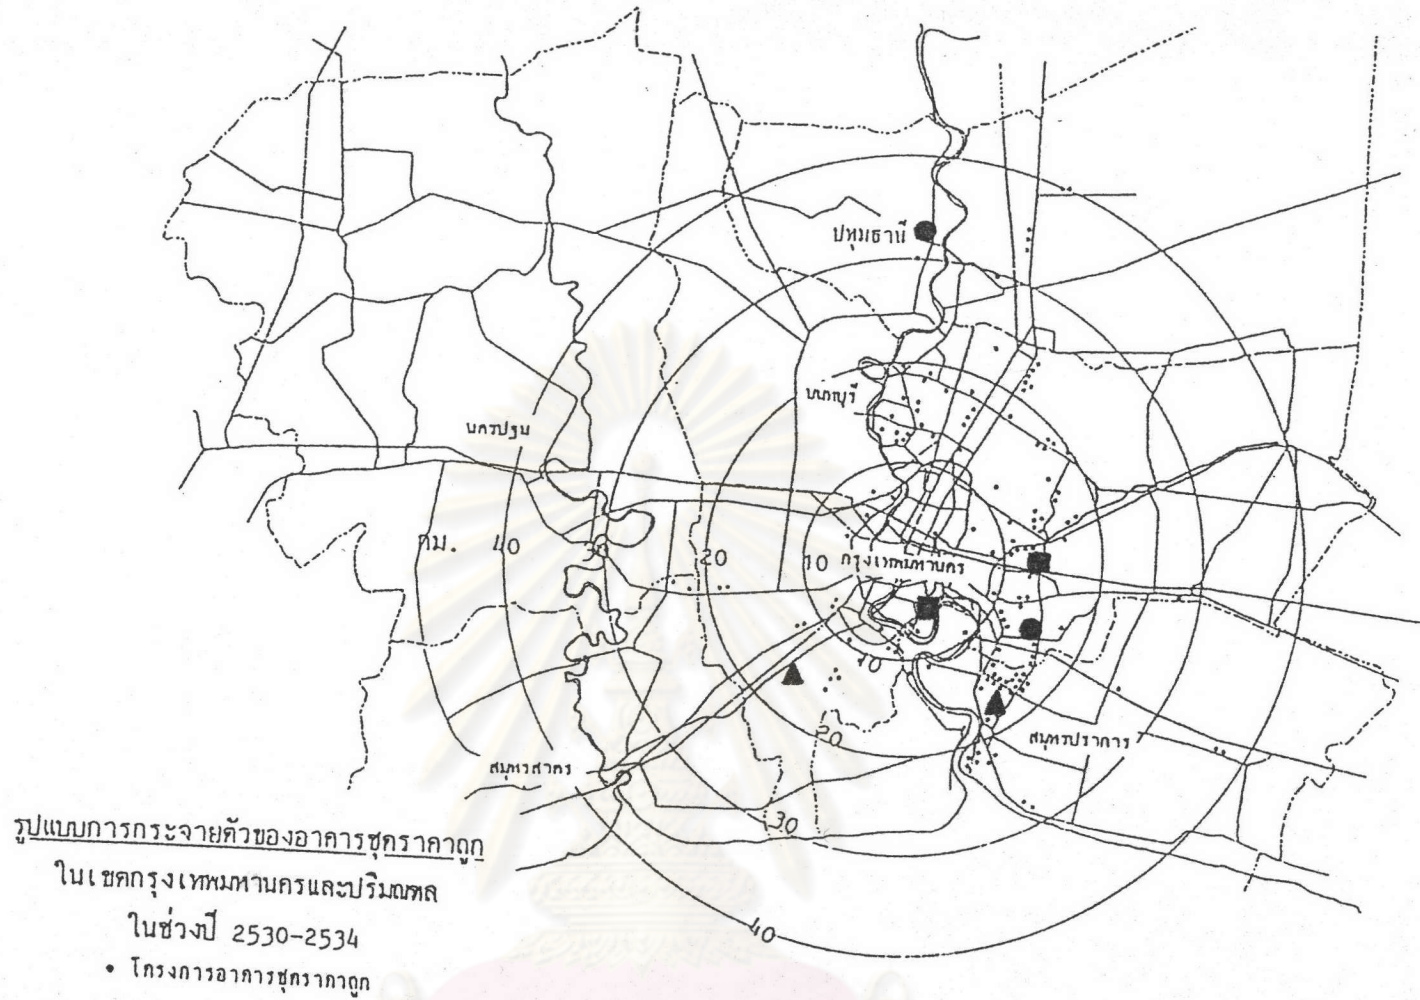 ปทุมธานี
นนทบุรี
นครปฐม
กม. 40 30 20 10 กรุงเทพมหานคร
10
20
สมุทรปราการ
สมุทรสาคร
30
40
รูปแบบการกระจายตัวของอาคารชุดราคาถูก
ในเขตกรุงเทพมหานครและปริมณฑล
ในช่วงปี 2530-2534
• โครงการอาคารชุดราคาถูก